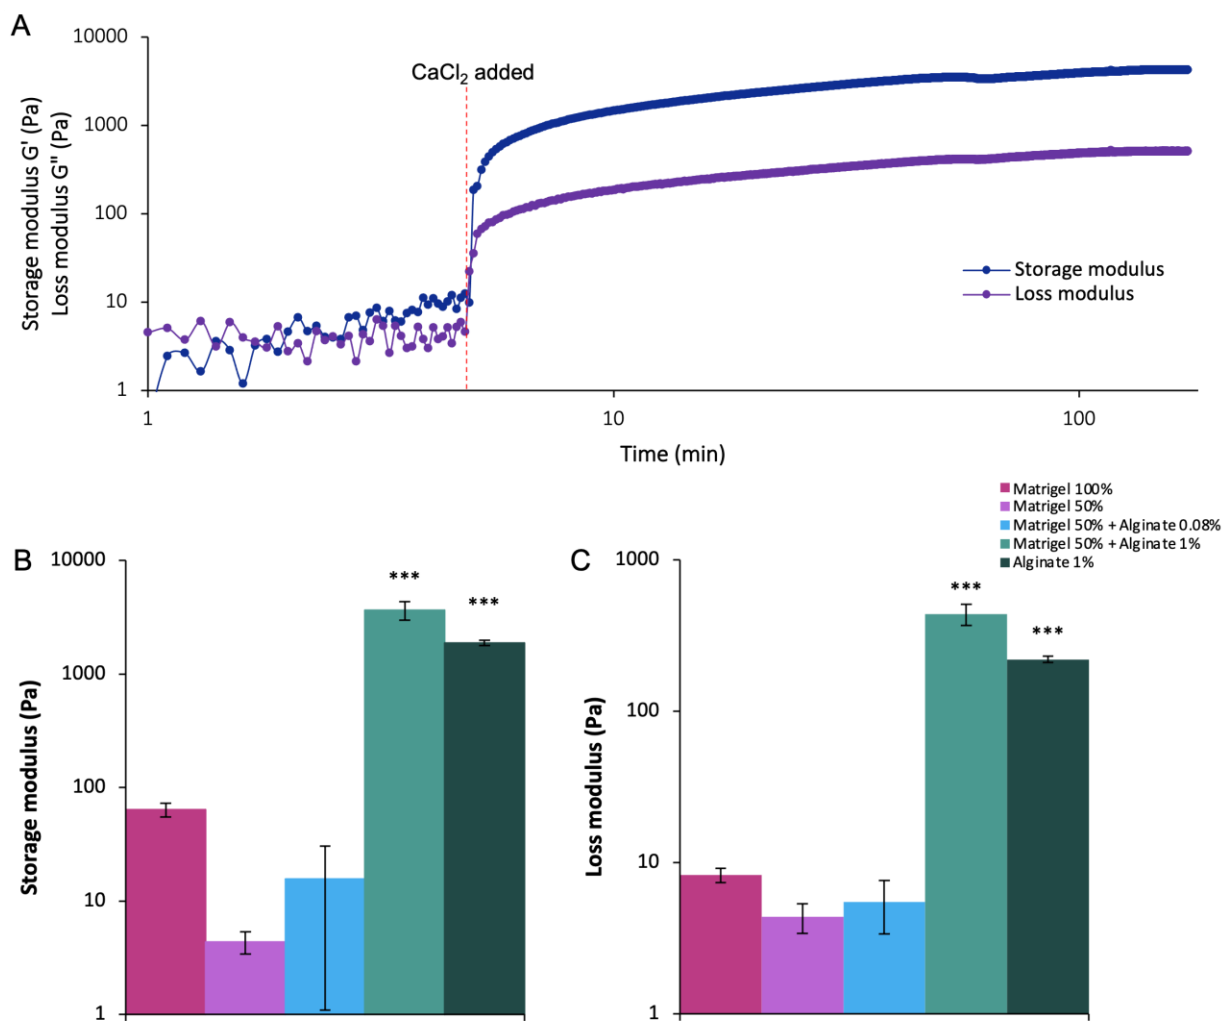 A
Storage modulus G' (Pa)
Loss modulus G" (Pa)
10000
1000
100
10
1
CaCl₂ added
Storage modulus
Loss modulus
1
10
100
Time (min)
Matrigel 100%
Matrigel 50%
Matrigel 50% + Alginate 0.08%
Matrigel 50% + Alginate 1%
Alginate 1%
B
Storage modulus (Pa)
10000
1000
100
10
1
***
***
C
Loss modulus (Pa)
1000
100
10
1
***
***